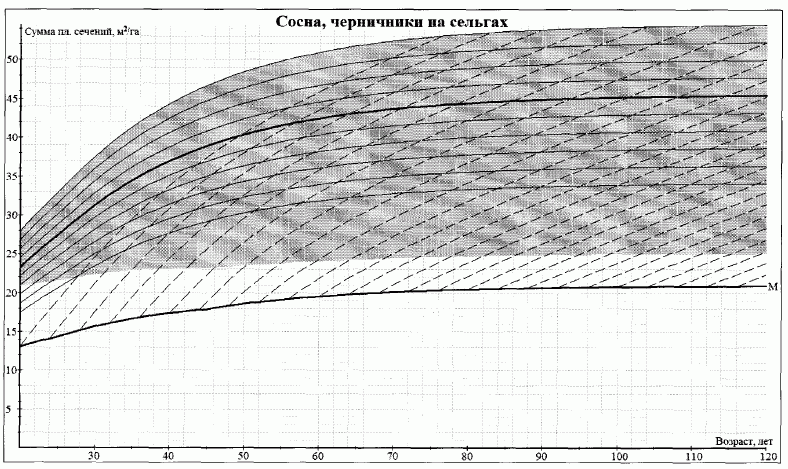 Сосна, черничники на сельгах
Сумма пл. сечений, м²/га
50
45
40
35
30
25
20
15
10
5
М
Возраст, лет
30 40 50 60 70 80 90 100 110 120